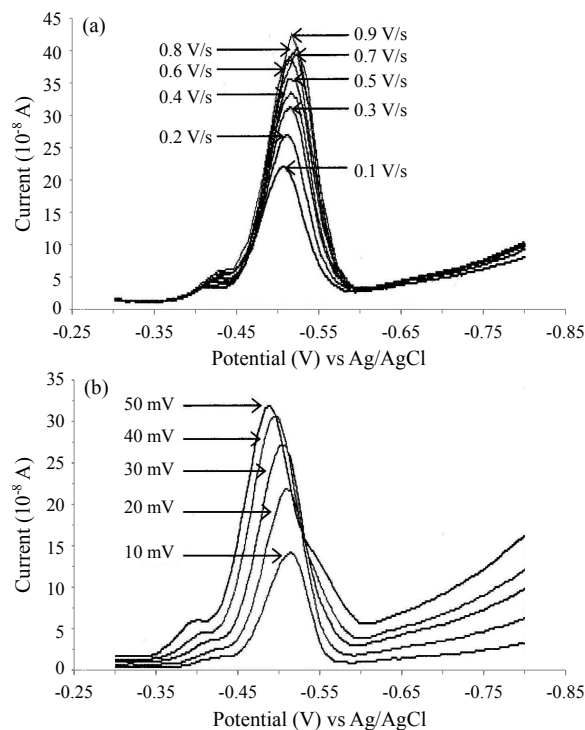 (a)
45
40
35
30
25
20
15
10
5
0
Current (10⁻⁸ A)
0.9 V/s
0.8 V/s
0.7 V/s
0.6 V/s
0.5 V/s
0.4 V/s
0.3 V/s
0.2 V/s
0.1 V/s
-0.25 -0.35 -0.45 -0.55 -0.65 -0.75 -0.85
Potential (V) vs Ag/AgCl
(b)
35
30
25
20
15
10
5
0
Current (10⁻⁸ A)
50 mV
40 mV
30 mV
20 mV
10 mV
-0.25 -0.35 -0.45 -0.55 -0.65 -0.75 -0.85
Potential (V) vs Ag/AgCl